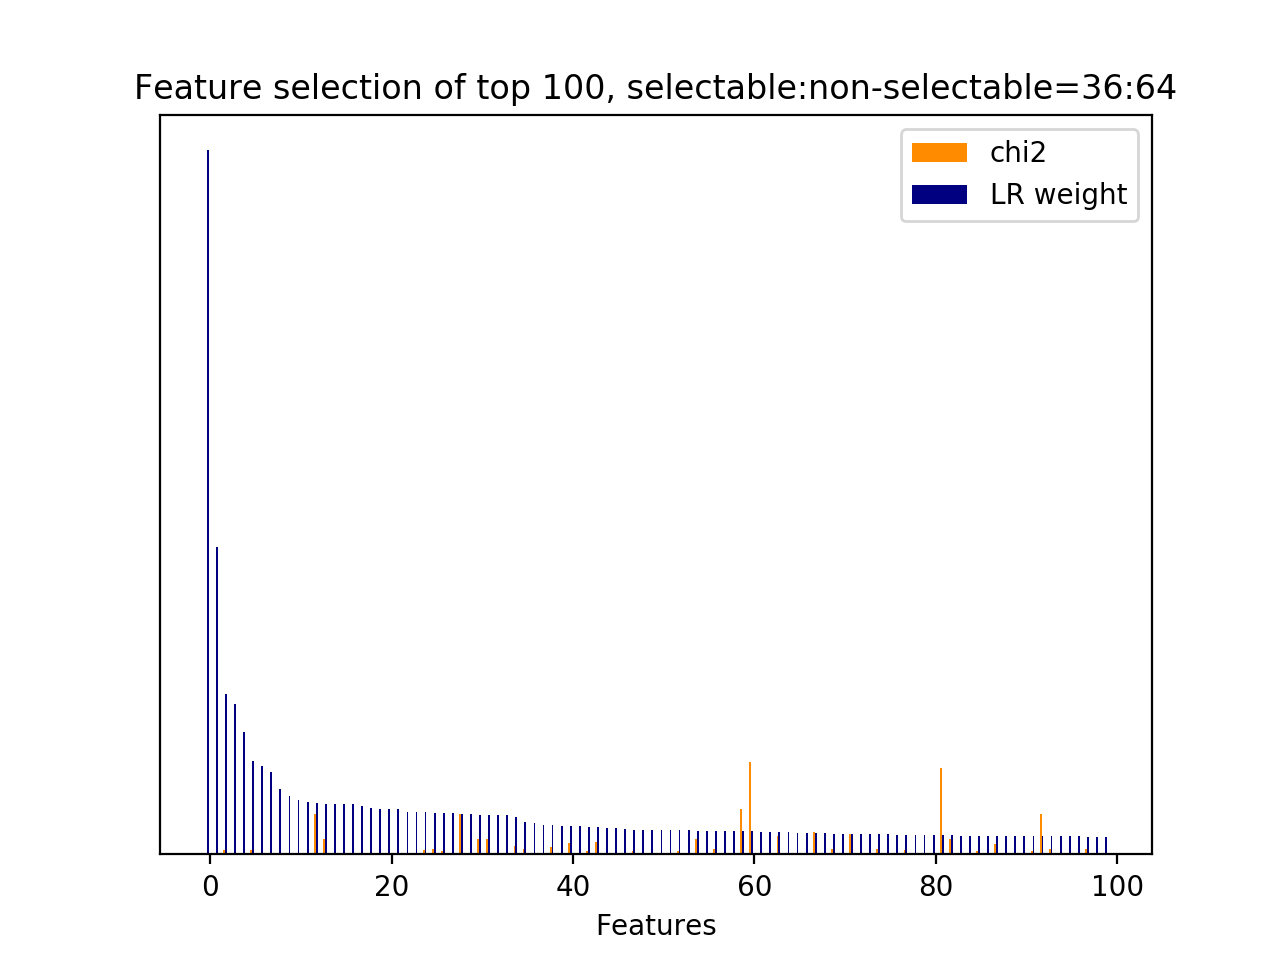 Feature selection of top 100, selectable:non-selectable=36:64
chi2
LR weight
0 20 40 60 80 100
Features